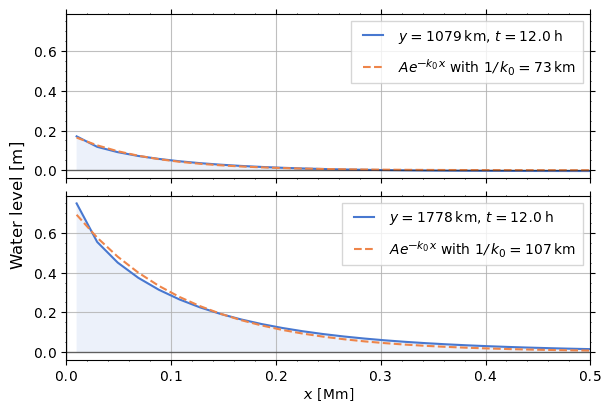 y = 1079 km, t = 12.0 h
Ae^{-k_0 x} with 1/k_0 = 73 km
0.6
0.4
0.2
0.0
Water level [m]
y = 1778 km, t = 12.0 h
Ae^{-k_0 x} with 1/k_0 = 107 km
0.6
0.4
0.2
0.0
0.0 0.1 0.2 0.3 0.4 0.5
x [Mm]